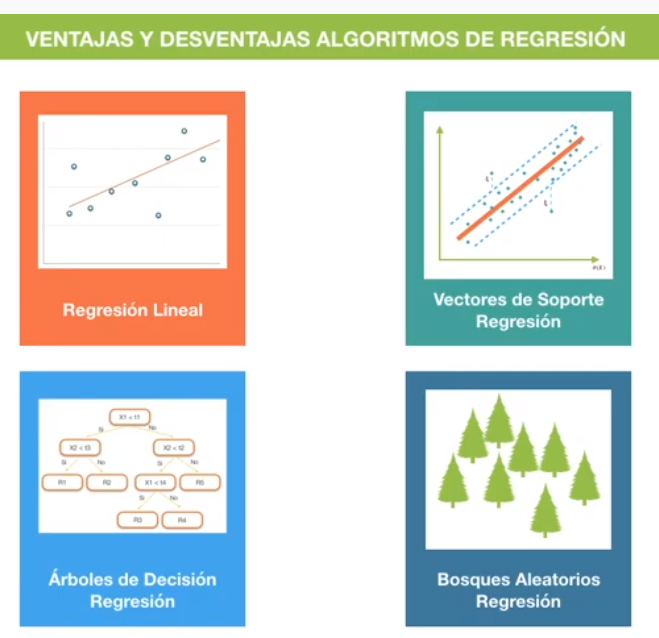 VENTAJAS Y DESVENTAJAS ALGORITMOS DE REGRESIÓN
Regresión Lineal
ξ
ξ
Vectores de Soporte
Regresión
X1 < t1
Si
No
X2 < t3
X2 < t2
Si
No
Si
No
R1
R2
X1 < t4
R5
Si
No
R3
R4
Árboles de Decisión
Regresión
Bosques Aleatorios
Regresión